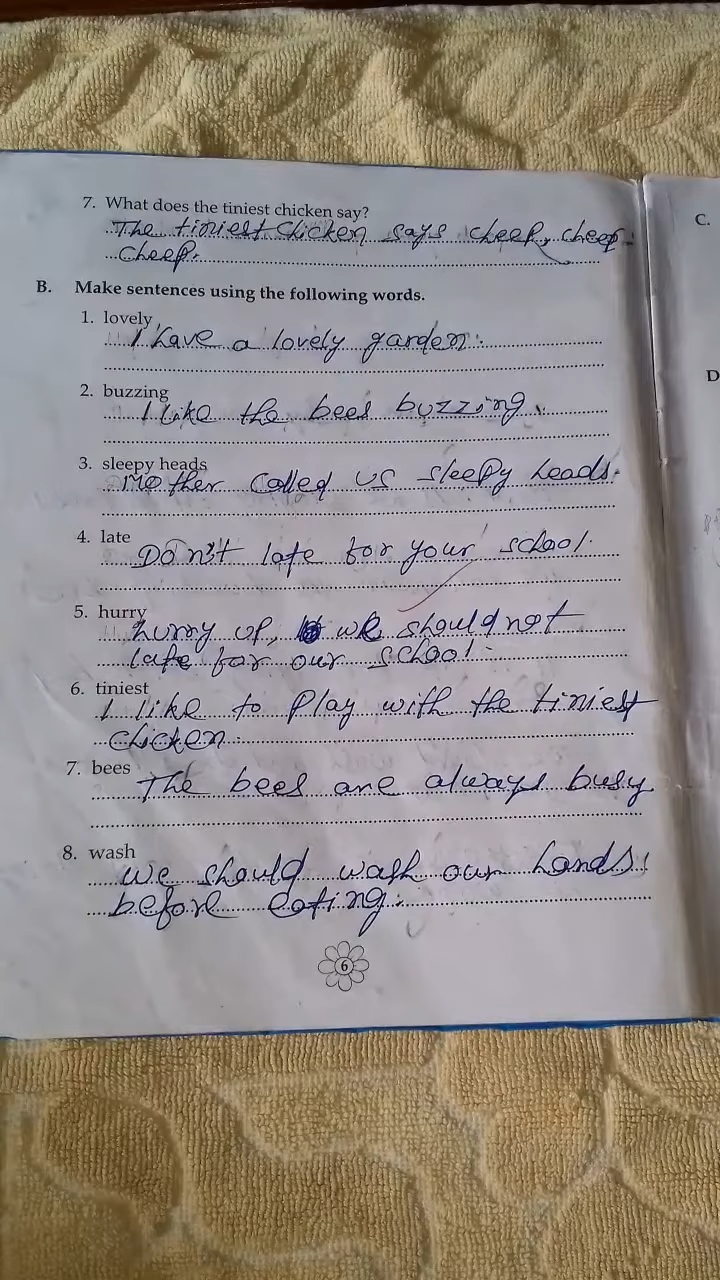 7. What does the tiniest chicken say?
The tiniest chicken says cheep, cheep
cheep.
B. Make sentences using the following words.
1. lovely
I have a lovely garden.
2. buzzing
I like the bees buzzing.
3. sleepy heads
Mother called us sleepy heads.
4. late
Don't late for your school.
5. hurry
hurry up, we should not
late for our school.
6. tiniest
I like to play with the tiniest
chicken.
7. bees
The bees are always busy
8. wash
we should wash our hands
before eating.
6
C.
D